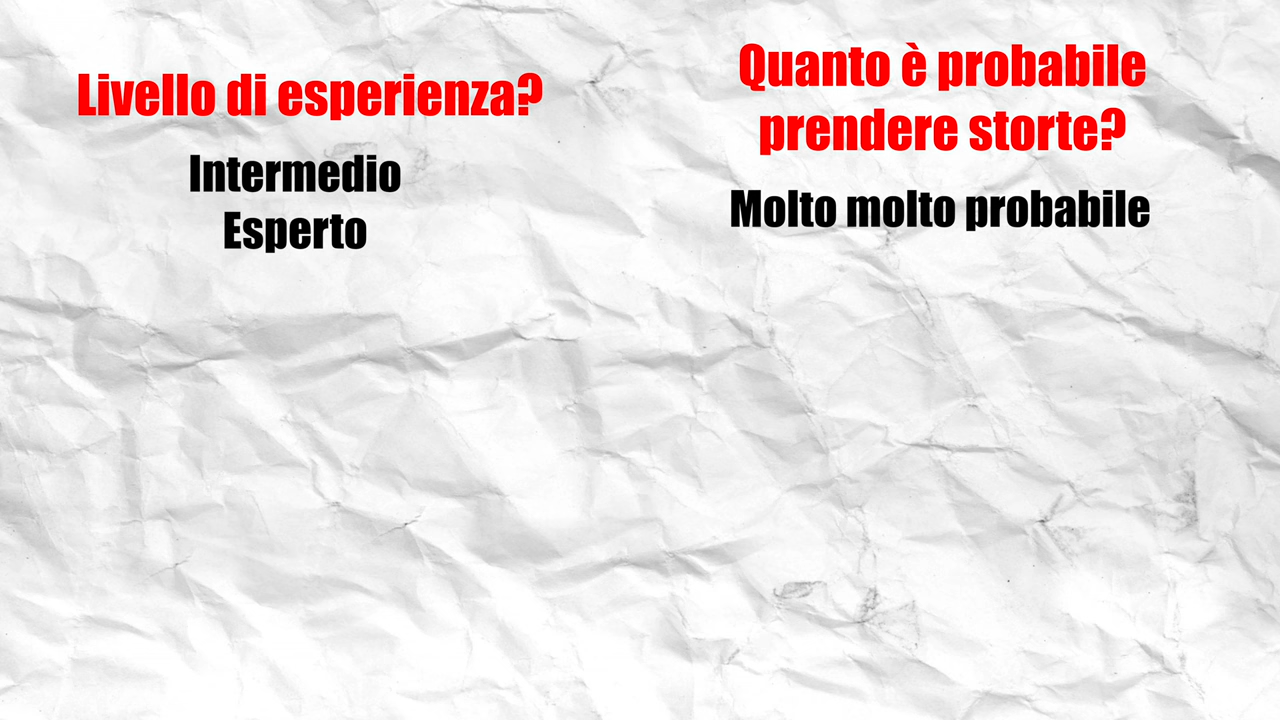 Livello di esperienza?
Intermedio
Esperto
Quanto è probabile
prendere storte?
Molto molto probabile